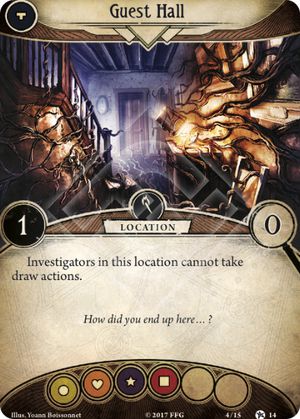 Guest Hall
1
LOCATION
0
Investigators in this location cannot take
draw actions.
How did you end up here… ?
Illus. Yoann Boissonnet
© 2017 FFG
4/15
14